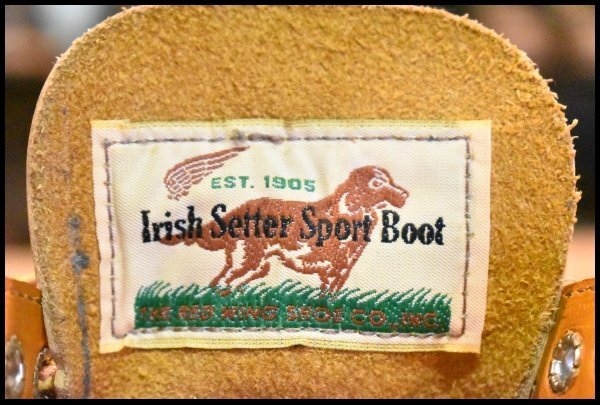 EST. 1905
Irish Setter Sport Boot
THE RED WING SHOE CO., INC.